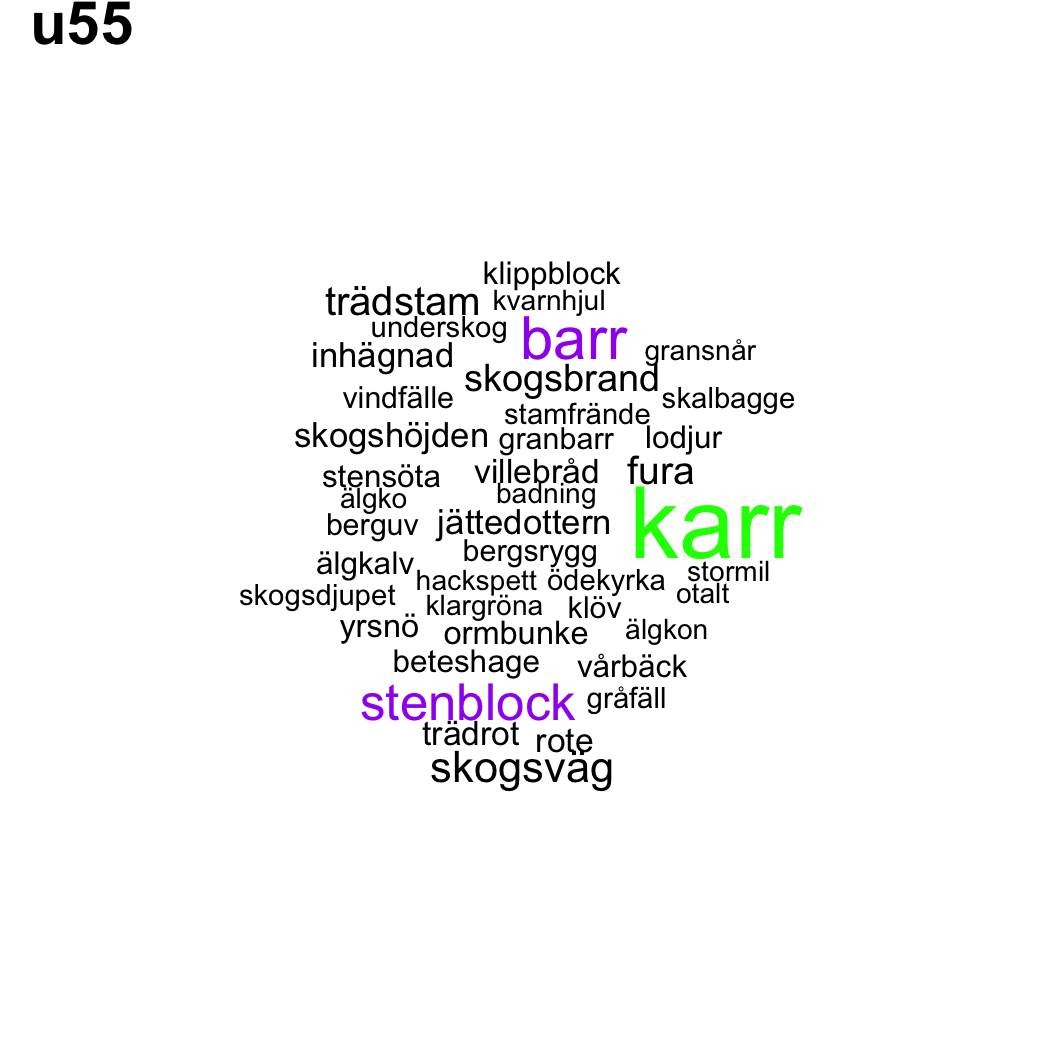 u55
klippblock
trädstam kvarnhjul
underskog barr
inhägnad gransnår
skogsbrand
vindfälle skalbagge
stamfrände
skogshöjden granbarr lodjur
stensöta villebråd fura
älgko badning karr
berguv jättedottern
bergsrygg
älgkalv stormil
hackspett ödekyrka
skogsdjupet klargröna klöv otalt
yrsnö ormbunke älgkon
beteshage vårbäck
stenblock gråfäll
trädrot rote
skogsväg